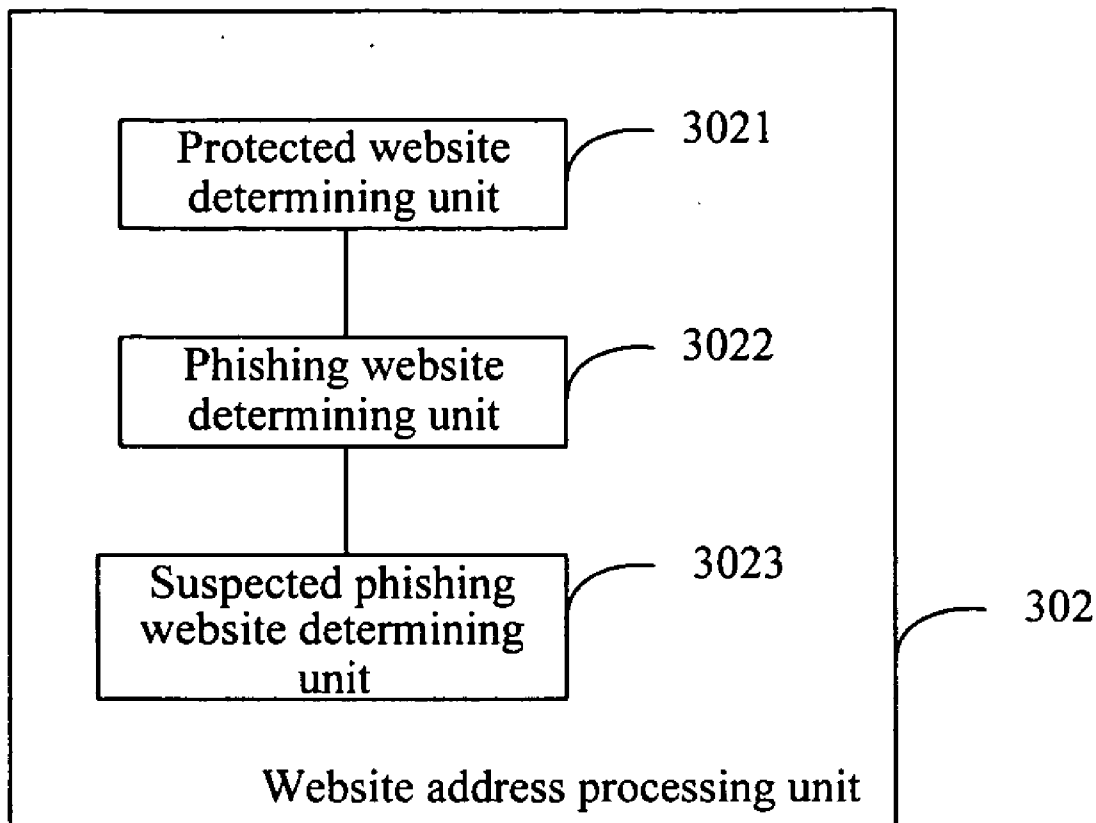 Protected website
determining unit
3021
Phishing website
determining unit
3022
Suspected phishing
website determining
unit
3023
302
Website address processing unit